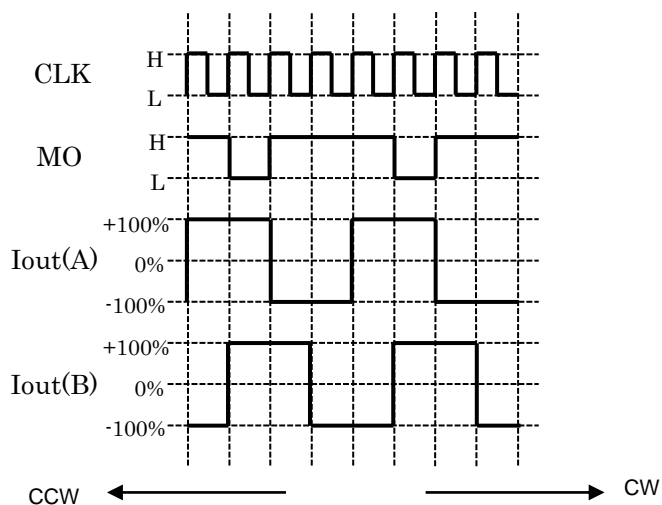 CLK
H
L
MO
H
L
Iout(A)
+100%
0%
-100%
Iout(B)
+100%
0%
-100%
CCW
CW